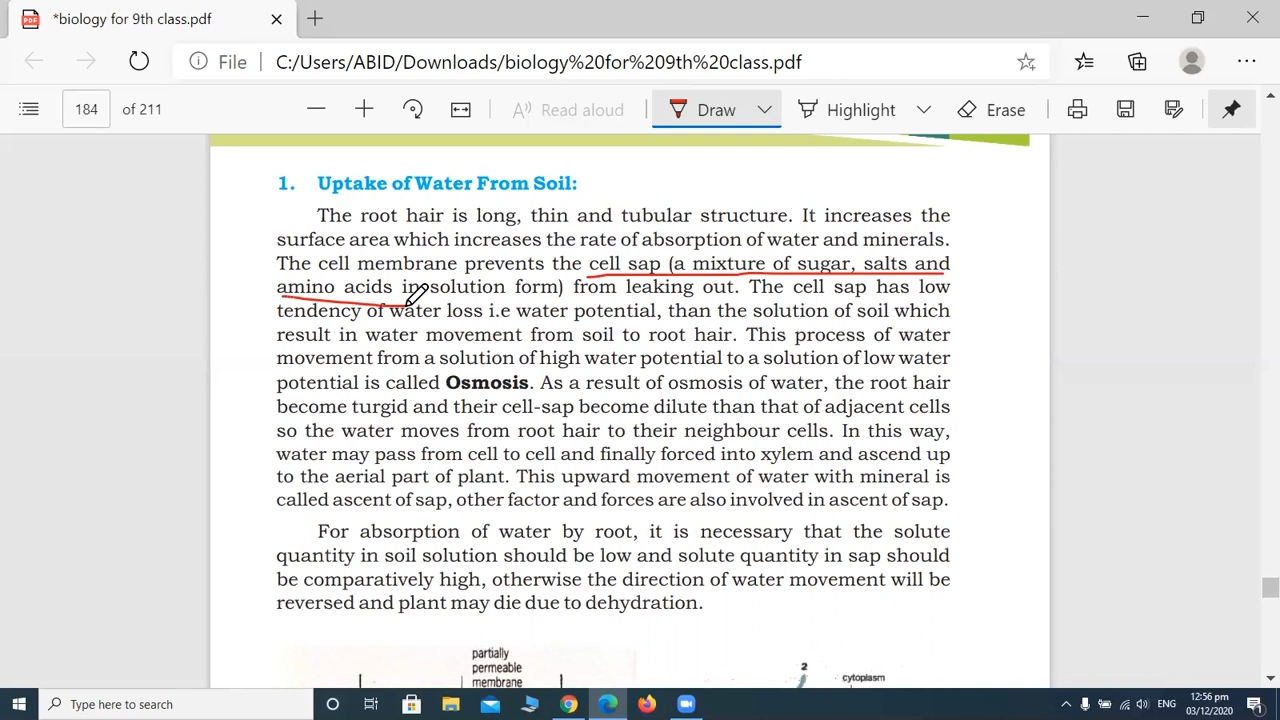 *biology for 9th class.pdf
File C:/Users/ABID/Downloads/biology%20for%209th%20class.pdf
184 of 211 Read aloud Draw Highlight Erase
1. Uptake of Water From Soil:
The root hair is long, thin and tubular structure. It increases the
surface area which increases the rate of absorption of water and minerals.
The cell membrane prevents the cell sap (a mixture of sugar, salts and
amino acids in solution form) from leaking out. The cell sap has low
tendency of water loss i.e water potential, than the solution of soil which
result in water movement from soil to root hair. This process of water
movement from a solution of high water potential to a solution of low water
potential is called Osmosis. As a result of osmosis of water, the root hair
become turgid and their cell-sap become dilute than that of adjacent cells
so the water moves from root hair to their neighbour cells. In this way,
water may pass from cell to cell and finally forced into xylem and ascend up
to the aerial part of plant. This upward movement of water with mineral is
called ascent of sap, other factor and forces are also involved in ascent of sap.
For absorption of water by root, it is necessary that the solute
quantity in soil solution should be low and solute quantity in sap should
be comparatively high, otherwise the direction of water movement will be
reversed and plant may die due to dehydration.
partially
permeable
membrane
2
cytoplasm
Type here to search
ENG
12:56 pm
03/12/2020